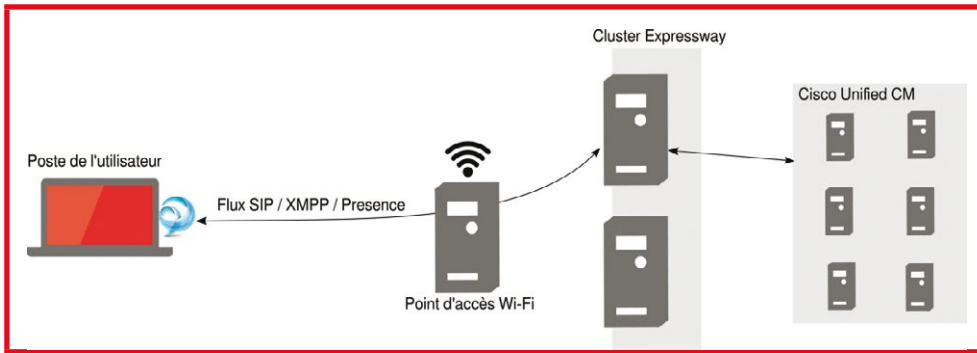 Cluster Expressway
Cisco Unified CM
Poste de l'utilisateur
Flux SIP / XMPP / Presence
Point d'accès Wi-Fi